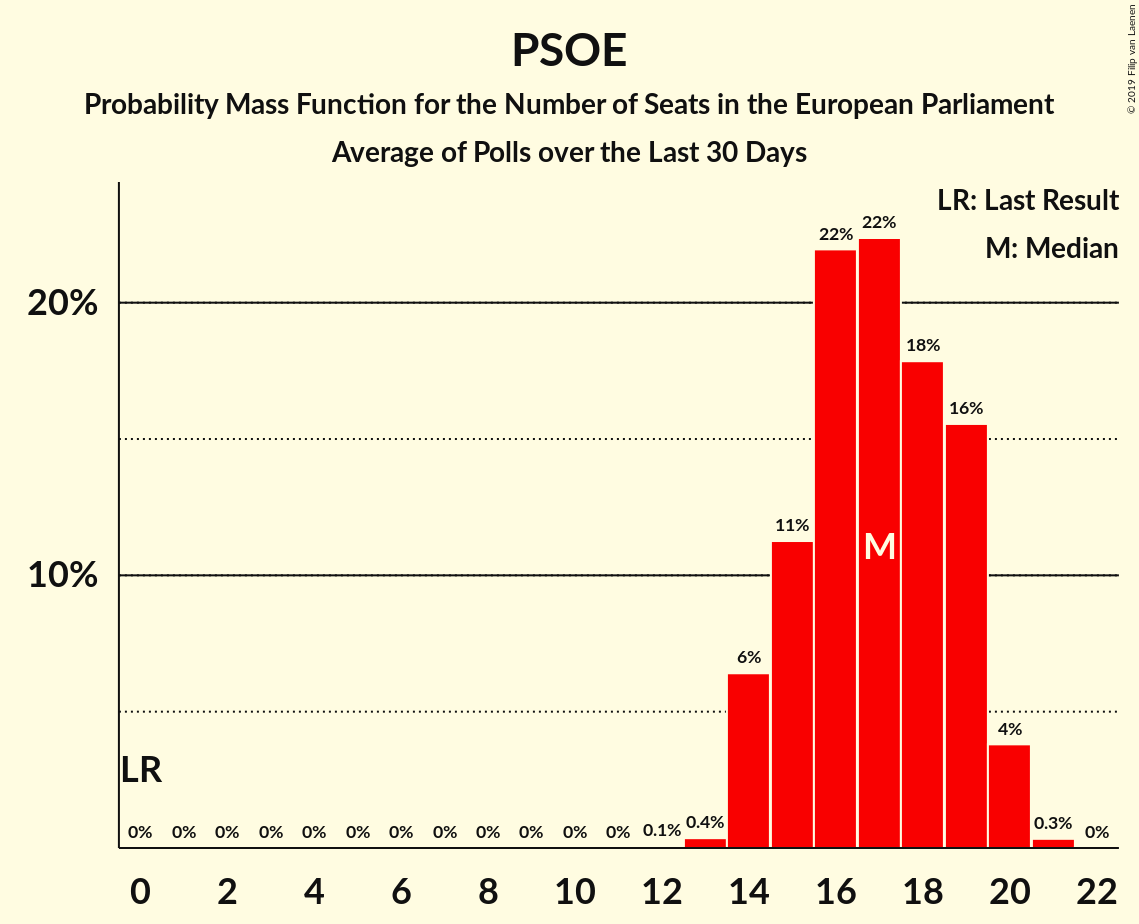 PSOE
Probability Mass Function for the Number of Seats in the European Parliament
Average of Polls over the Last 30 Days
© 2019 Filip van Laenen
LR: Last Result
M: Median
20%
10%
22%
22%
18%
16%
11%
M
6%
4%
LR
0% 0% 0% 0% 0% 0% 0% 0% 0% 0% 0% 0% 0.1% 0.4% 0.3% 0%
0 2 4 6 8 10 12 14 16 18 20 22